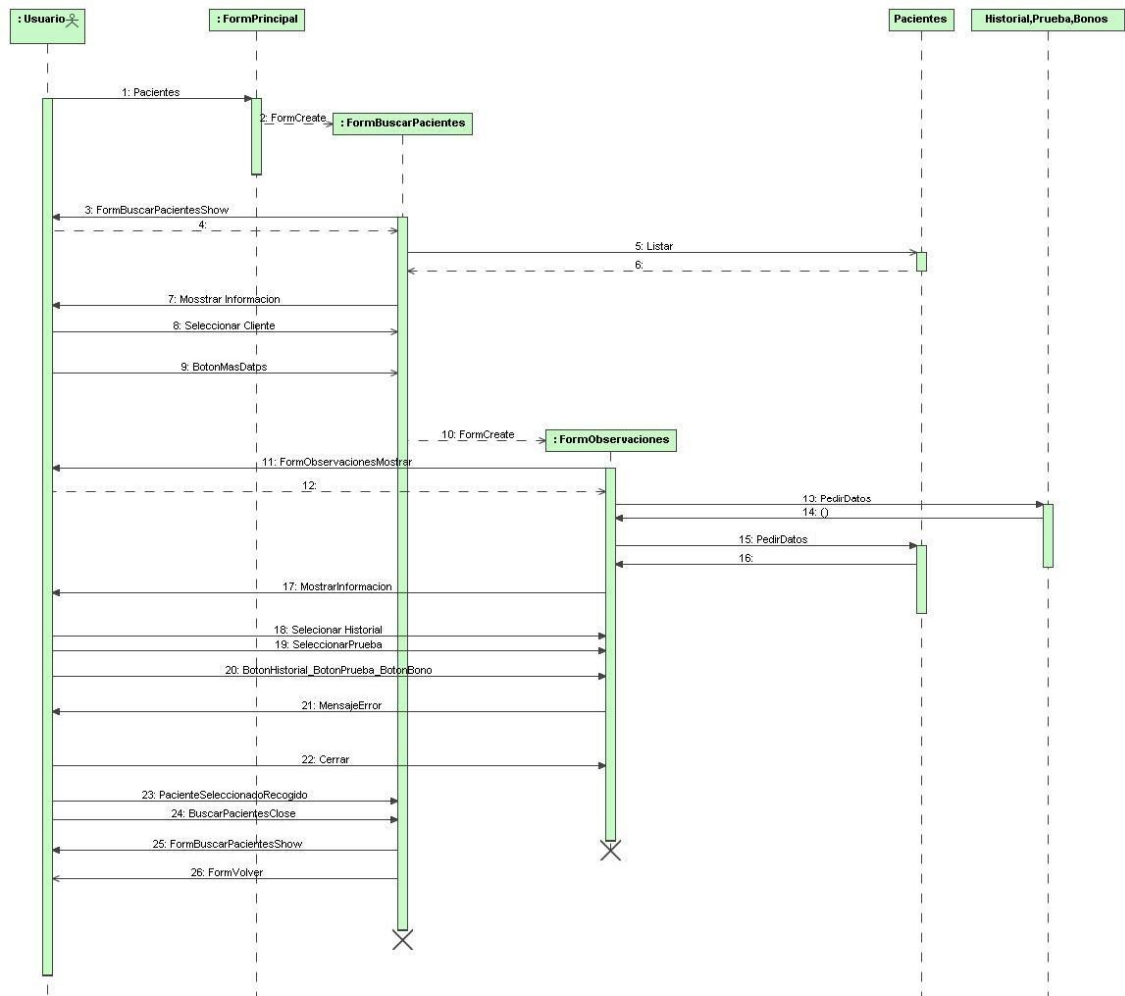 : Usuario
: FormPrincipal
Pacientes
Historial,Prueba,Bonos
1: Pacientes
2: FormCreate
: FormBuscarPacientes
3: FormBuscarPacientesShow
4:
5: Listar
6:
7: Mosstrar Informacion
8: Seleccionar Cliente
9: BotonMasDatps
10: FormCreate
: FormObservaciones
11: FormObservacionesMostrar
12:
13: PedirDatos
14: ()
15: PedirDatos
16:
17: MostrarInformacion
18: Selecionar Historial
19: SeleccionarPrueba
20: BotonHistorial_BotonPrueba_BotonBono
21: MensajeError
22: Cerrar
23: PacienteSeleccionadoRecogido
24: BuscarPacientesClose
25: FormBuscarPacientesShow
26: FormVolver